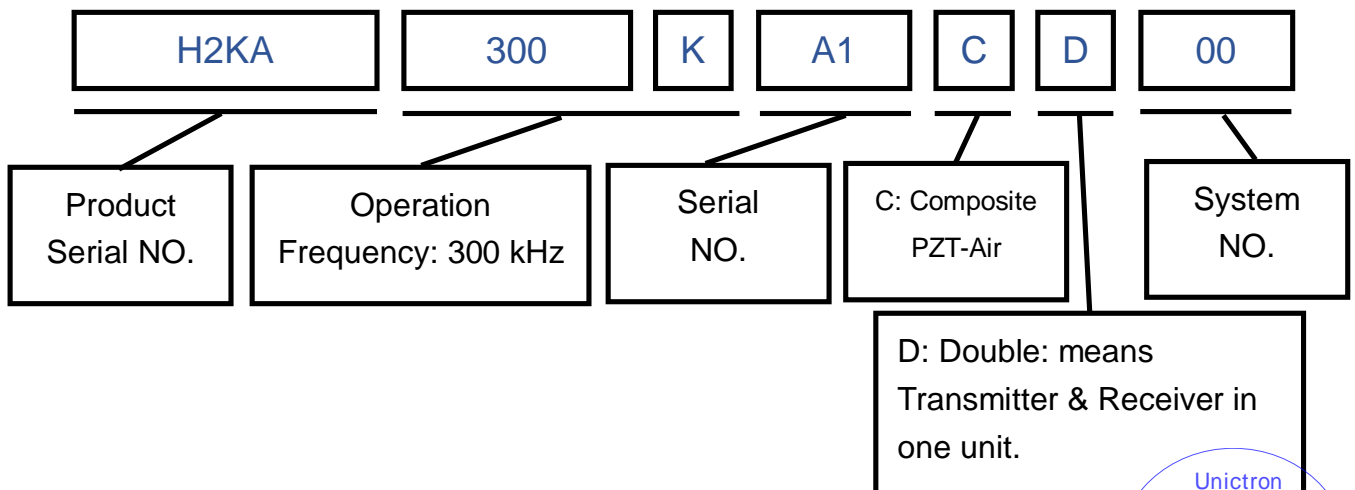 H2KA 300 K A1 C D 00
Product
Serial NO.
Operation
Frequency: 300 kHz
Serial
NO.
C: Composite
PZT-Air
System
NO.
D: Double: means
Transmitter & Receiver in
one unit.
Unictron